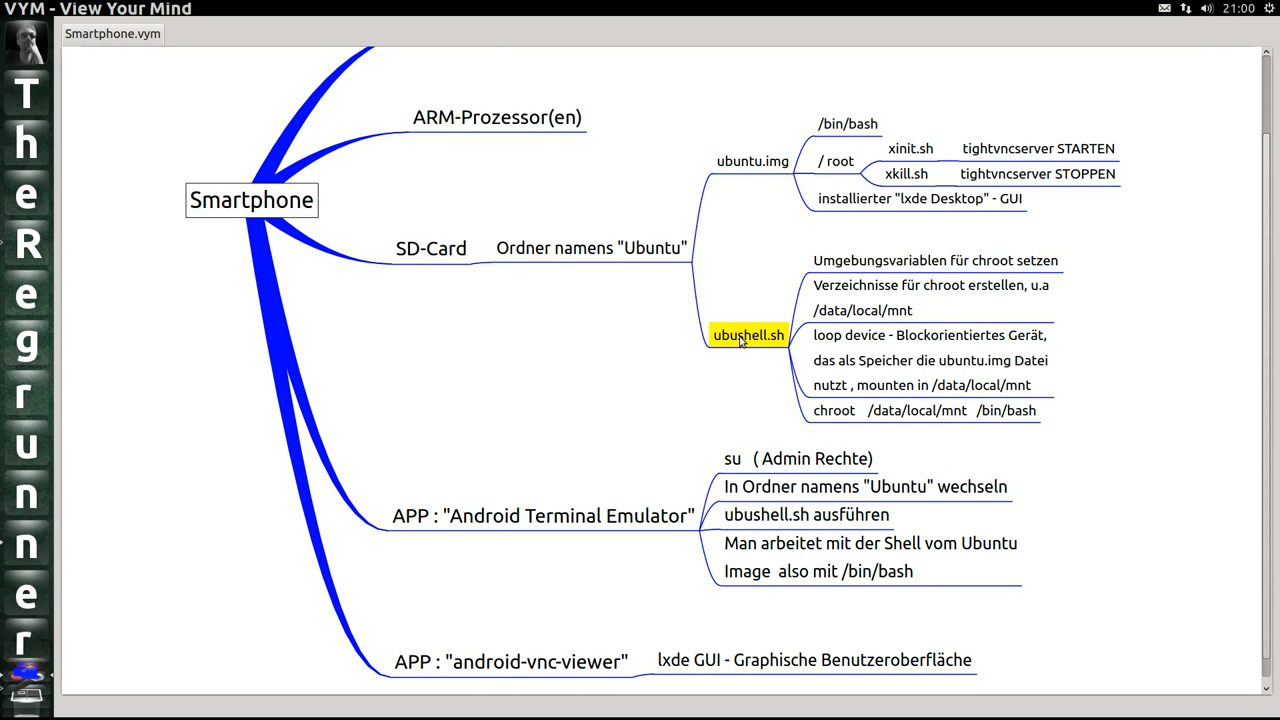 VYM - View Your Mind
21:00
Smartphone.vym
T
h
e
R
e
g
r
u
n
n
e
r
Smartphone
ARM-Prozessor(en)
SD-Card
Ordner namens "Ubuntu"
ubuntu.img
/bin/bash
/ root
xinit.sh
tightvncserver STARTEN
xkill.sh
tightvncserver STOPPEN
installierter "lxde Desktop" - GUI
ubushell.sh
Umgebungsvariablen für chroot setzen
Verzeichnisse für chroot erstellen, u.a
/data/local/mnt
loop device - Blockorientiertes Gerät,
das als Speicher die ubuntu.img Datei
nutzt , mounten in /data/local/mnt
chroot /data/local/mnt /bin/bash
APP : "Android Terminal Emulator"
su ( Admin Rechte)
In Ordner namens "Ubuntu" wechseln
ubushell.sh ausführen
Man arbeitet mit der Shell vom Ubuntu
Image also mit /bin/bash
APP : "android-vnc-viewer"
lxde GUI - Graphische Benutzeroberfläche